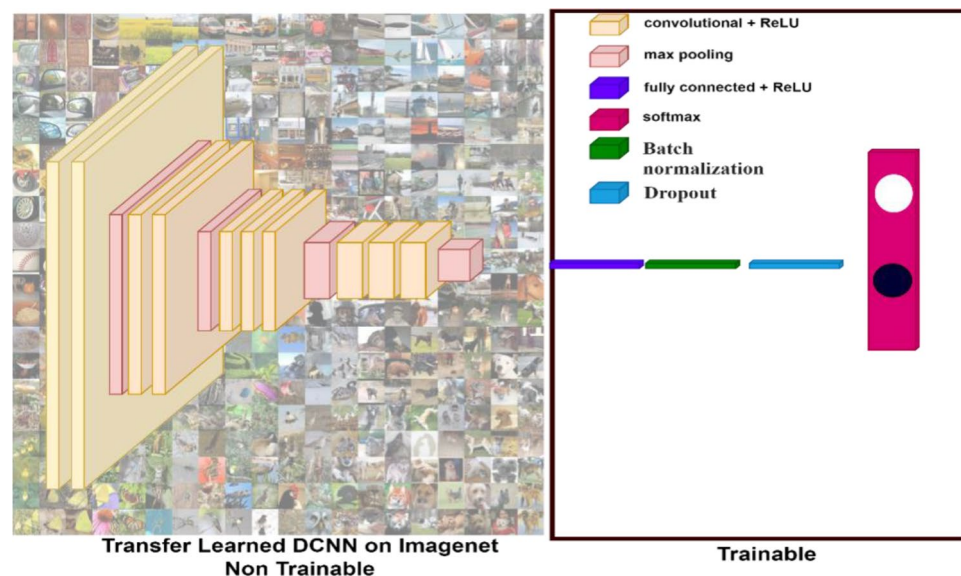 convolutional + ReLU
max pooling
fully connected + ReLU
softmax
Batch
normalization
Dropout
Transfer Learned DCNN on Imagenet
Non Trainable
Trainable